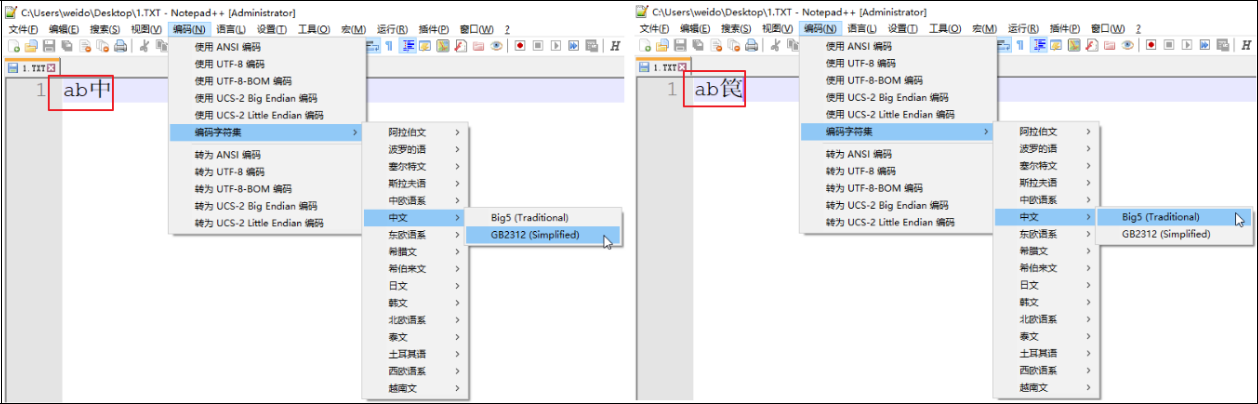 C:\Users\weido\Desktop\1.TXT - Notepad++ [Administrator]
文件(F) 编辑(E) 搜索(S) 视图(V) 编码(N) 语言(L) 设置(T) 工具(O) 宏(M) 运行(R) 插件(P) 窗口(W) ?
1.TXT
1 ab中
使用 ANSI 编码
使用 UTF-8 编码
使用 UTF-8-BOM 编码
使用 UCS-2 Big Endian 编码
使用 UCS-2 Little Endian 编码
编码字符集
转为 ANSI 编码
转为 UTF-8 编码
转为 UTF-8-BOM 编码
转为 UCS-2 Big Endian 编码
转为 UCS-2 Little Endian 编码
阿拉伯文
波罗的语
塞尔特文
斯拉夫语
中欧语系
中文
东欧语系
希腊文
希伯来文
日文
韩文
北欧语系
泰文
土耳其语
西欧语系
越南文
Big5 (Traditional)
GB2312 (Simplified)
C:\Users\weido\Desktop\1.TXT - Notepad++ [Administrator]
文件(F) 编辑(E) 搜索(S) 视图(V) 编码(N) 语言(L) 设置(T) 工具(O) 宏(M) 运行(R) 插件(P) 窗口(W) ?
1.TXT
1 ab笢
使用 ANSI 编码
使用 UTF-8 编码
使用 UTF-8-BOM 编码
使用 UCS-2 Big Endian 编码
使用 UCS-2 Little Endian 编码
编码字符集
转为 ANSI 编码
转为 UTF-8 编码
转为 UTF-8-BOM 编码
转为 UCS-2 Big Endian 编码
转为 UCS-2 Little Endian 编码
阿拉伯文
波罗的语
塞尔特文
斯拉夫语
中欧语系
中文
东欧语系
希腊文
希伯来文
日文
韩文
北欧语系
泰文
土耳其语
西欧语系
越南文
Big5 (Traditional)
GB2312 (Simplified)